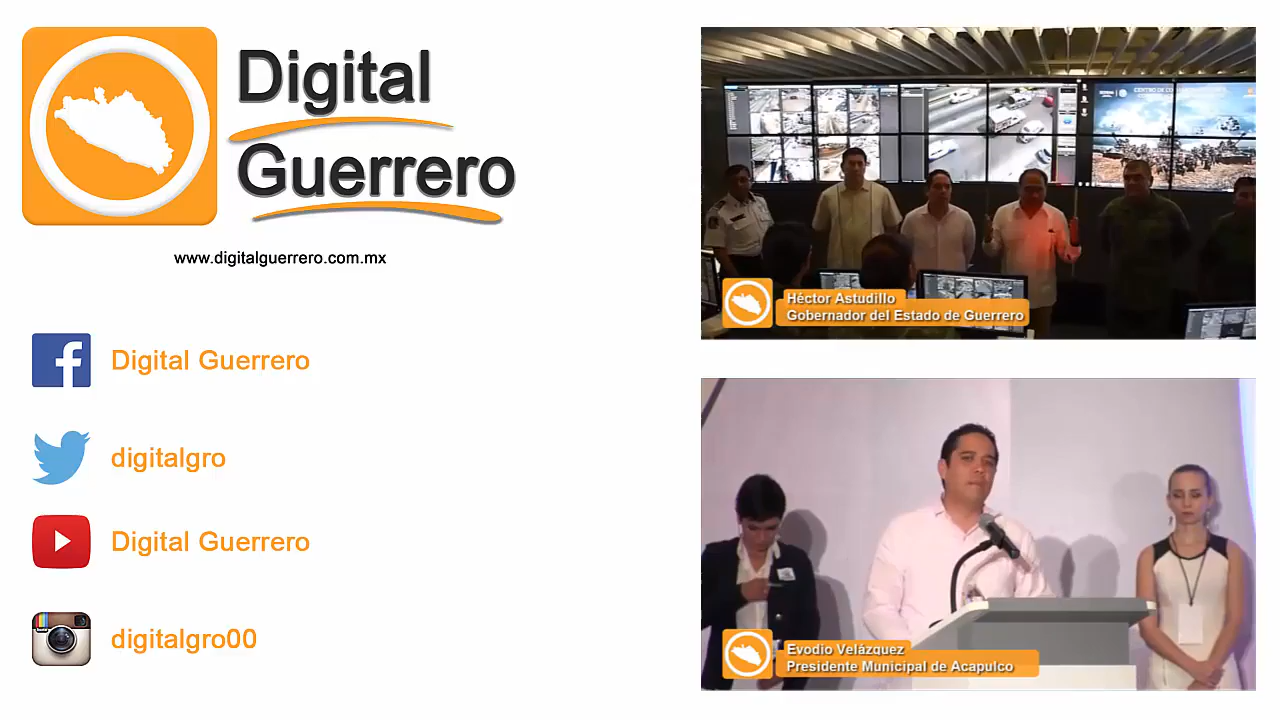 Digital
Guerrero
www.digitalguerrero.com.mx
Digital Guerrero
digitalgro
Digital Guerrero
digitalgro00
Héctor Astudillo
Gobernador del Estado de Guerrero
Evodio Velázquez
Presidente Municipal de Acapulco